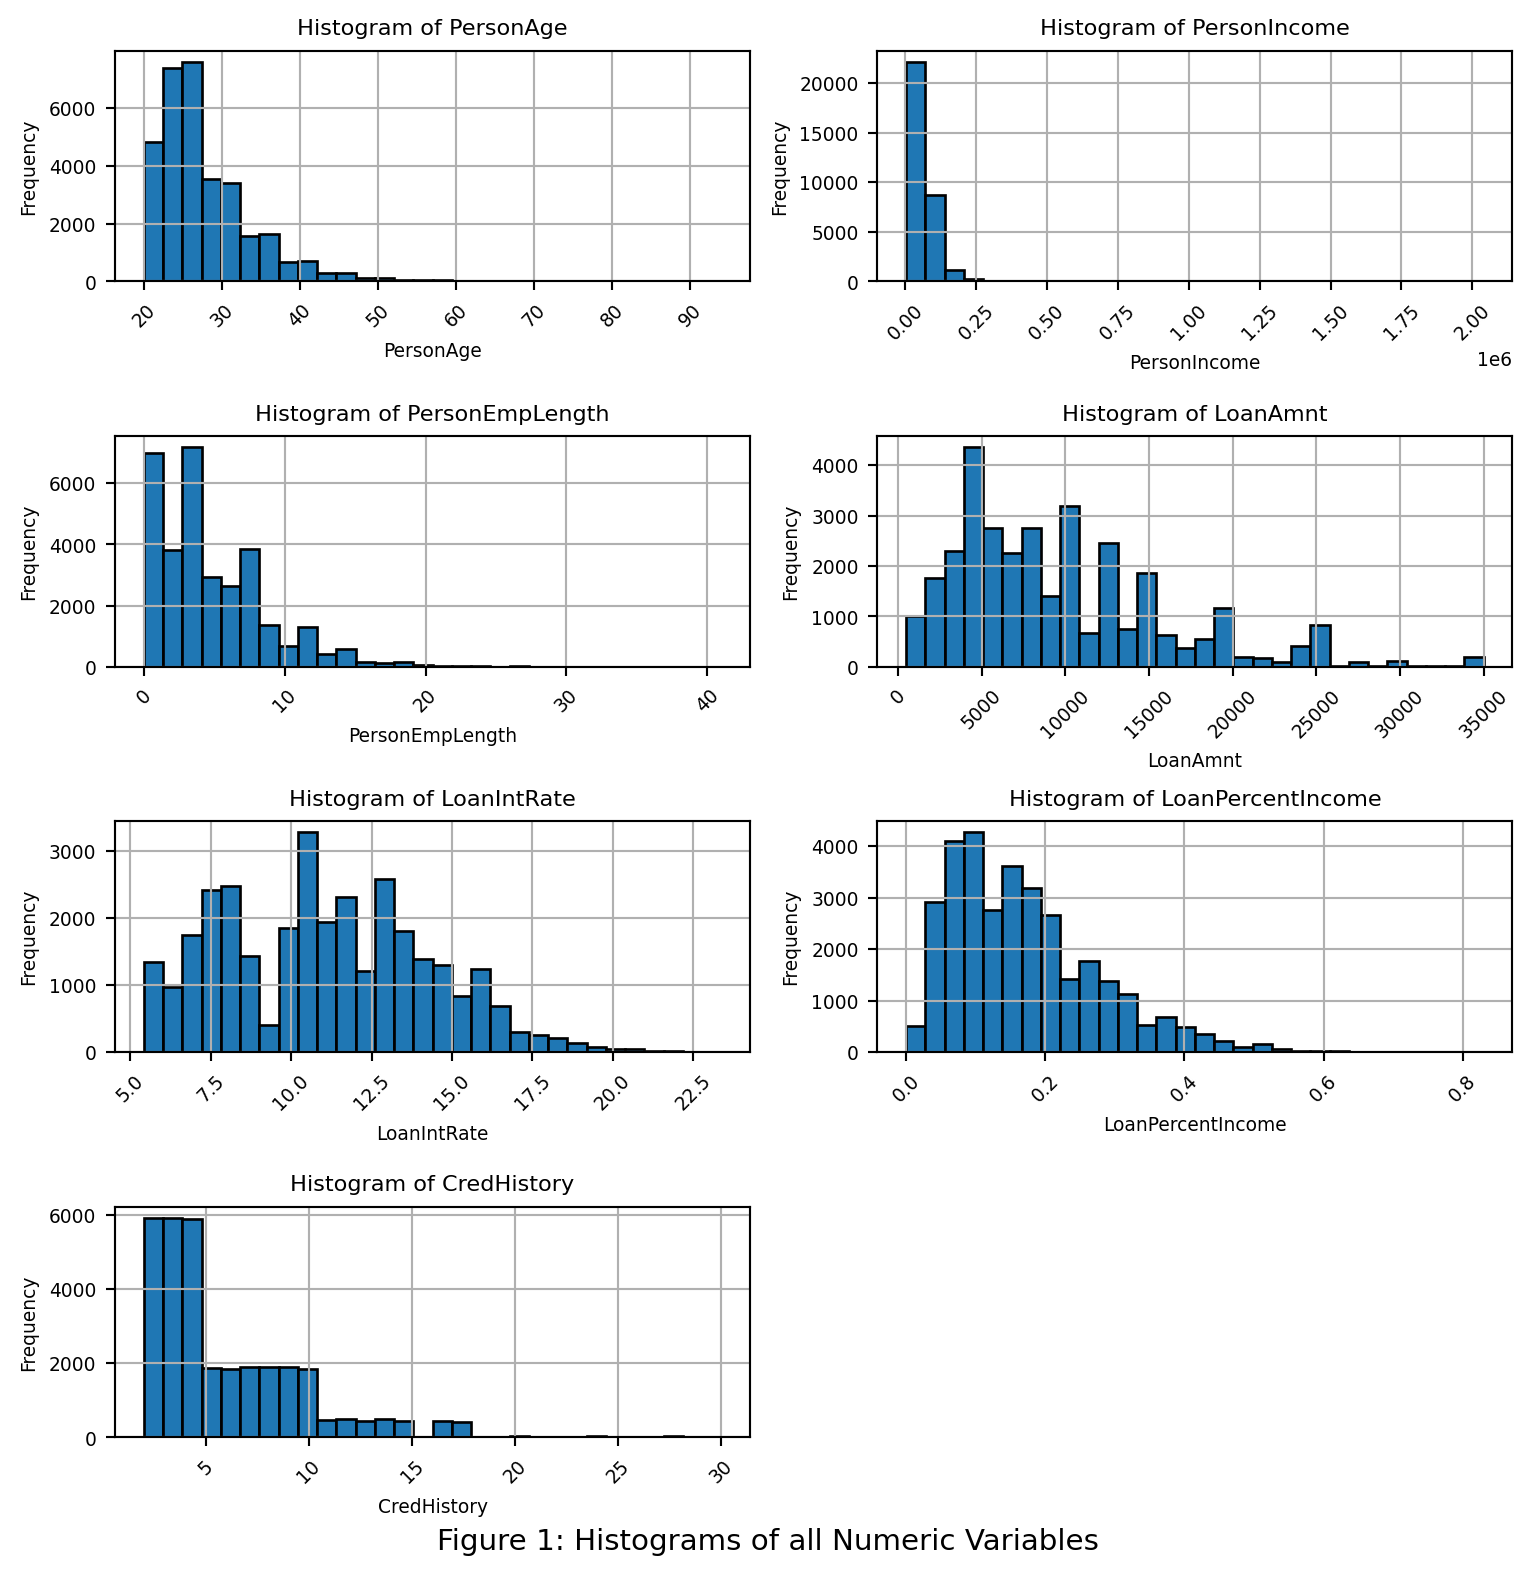 Histogram of PersonAge
Frequency
6000
4000
2000
0
20 30 40 50 60 70 80 90
PersonAge
Histogram of PersonIncome
Frequency
20000
15000
10000
5000
0
0.00 0.25 0.50 0.75 1.00 1.25 1.50 1.75 2.00
1e6
PersonIncome
Histogram of PersonEmpLength
Frequency
6000
4000
2000
0
0 10 20 30 40
PersonEmpLength
Histogram of LoanAmnt
Frequency
4000
3000
2000
1000
0
0 5000 10000 15000 20000 25000 30000 35000
LoanAmnt
Histogram of LoanIntRate
Frequency
3000
2000
1000
0
5.0 7.5 10.0 12.5 15.0 17.5 20.0 22.5
LoanIntRate
Histogram of LoanPercentIncome
Frequency
4000
3000
2000
1000
0
0.0 0.2 0.4 0.6 0.8
LoanPercentIncome
Histogram of CredHistory
Frequency
6000
4000
2000
0
5 10 15 20 25 30
CredHistory
Figure 1: Histograms of all Numeric Variables